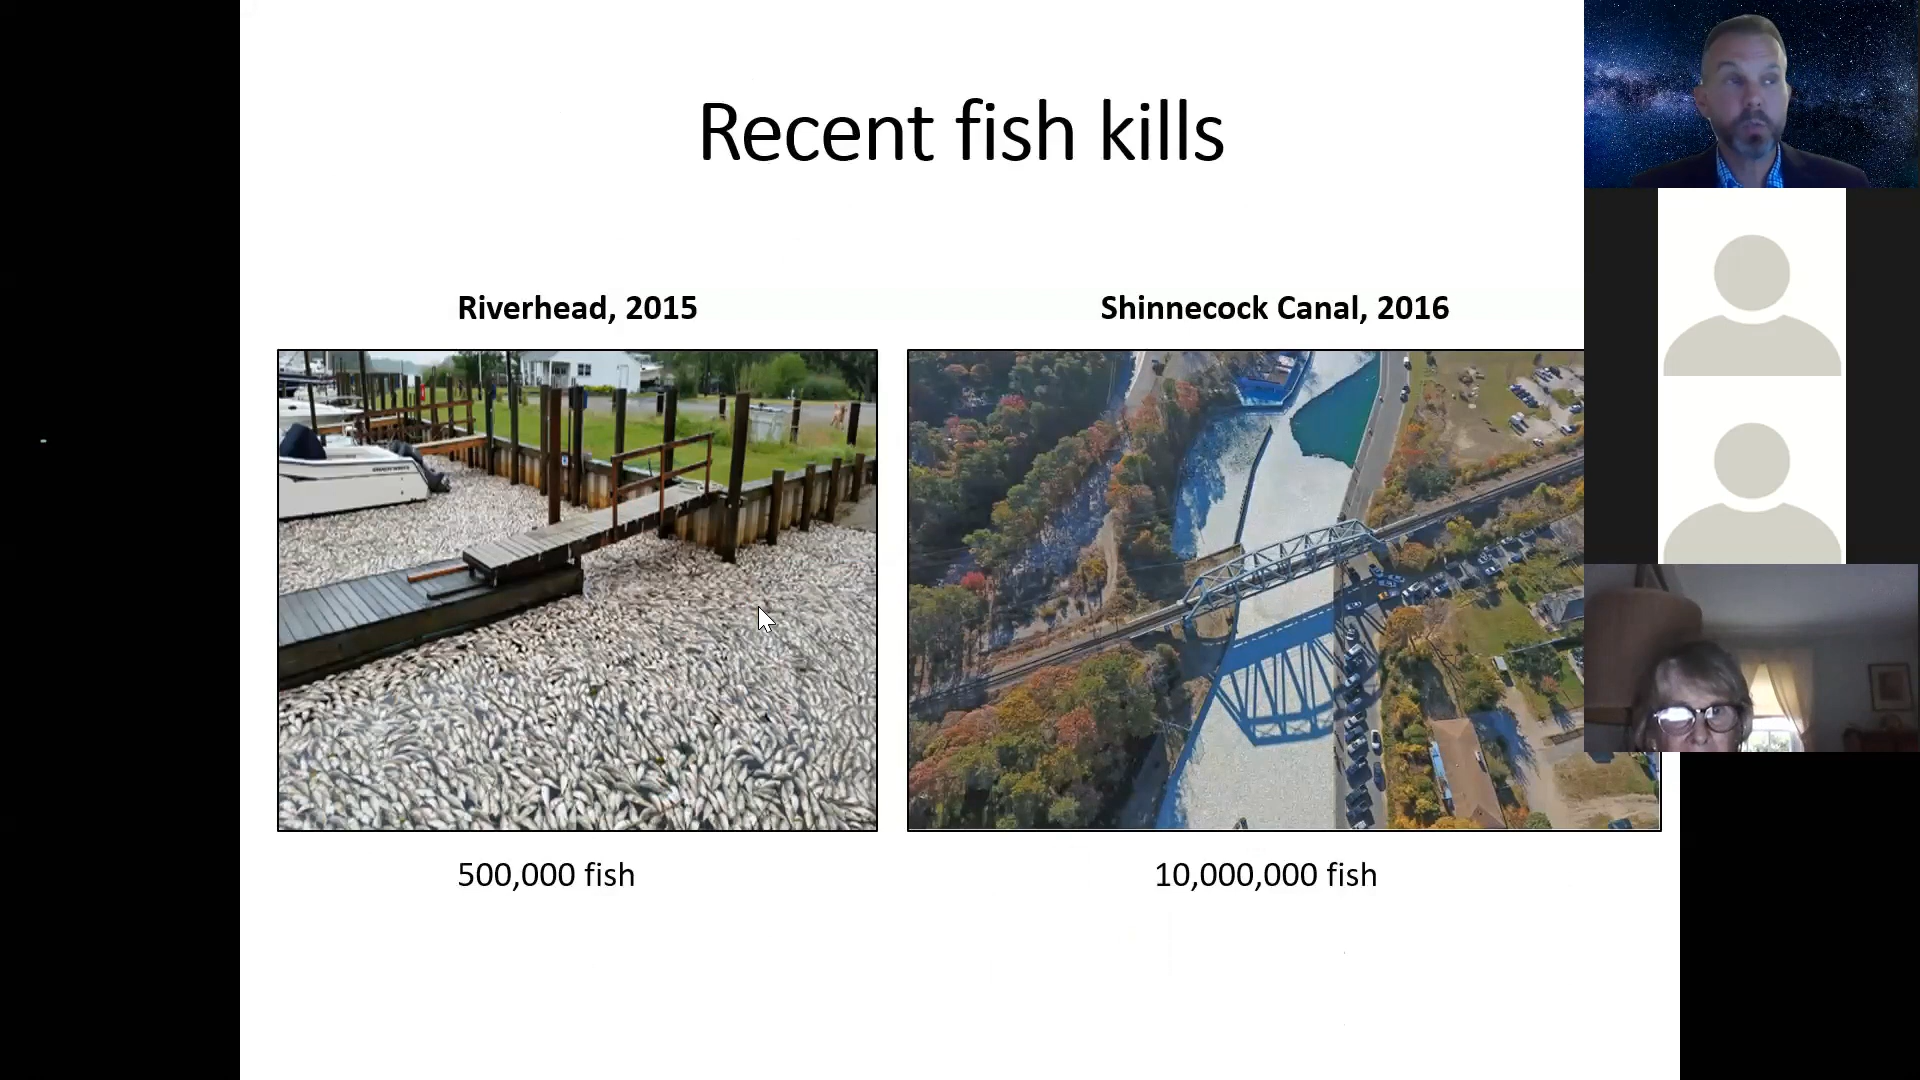 Recent fish kills
Riverhead, 2015
Shinnecock Canal, 2016
500,000 fish
10,000,000 fish